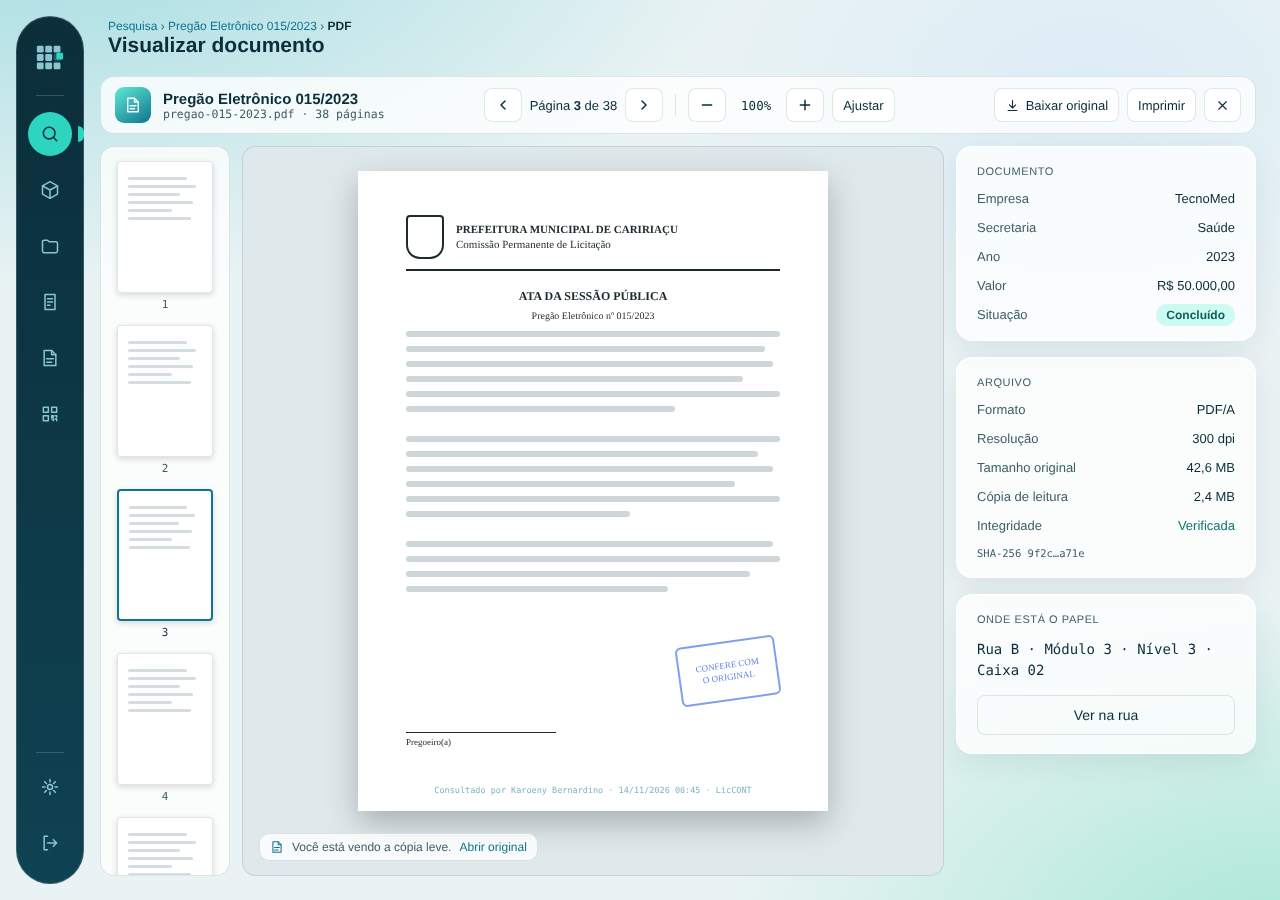 Pesquisa › Pregão Eletrônico 015/2023 › PDF
Visualizar documento
Pregão Eletrônico 015/2023
pregao-015-2023.pdf · 38 páginas
Página 3 de 38
100%
Ajustar
Baixar original
Imprimir
1
2
3
4
PREFEITURA MUNICIPAL DE CARIRIAÇU
Comissão Permanente de Licitação
ATA DA SESSÃO PÚBLICA
Pregão Eletrônico nº 015/2023
CONFERE COM
O ORIGINAL
Pregoeiro(a)
Consultado por Karoeny Bernardino · 14/11/2026 08:45 · LicCONT
Você está vendo a cópia leve. Abrir original
DOCUMENTO
Empresa TecnoMed
Secretaria Saúde
Ano 2023
Valor R$ 50.000,00
Situação Concluído
ARQUIVO
Formato PDF/A
Resolução 300 dpi
Tamanho original 42,6 MB
Cópia de leitura 2,4 MB
Integridade Verificada
SHA-256 9f2c…a71e
ONDE ESTÁ O PAPEL
Rua B · Módulo 3 · Nível 3 ·
Caixa 02
Ver na rua